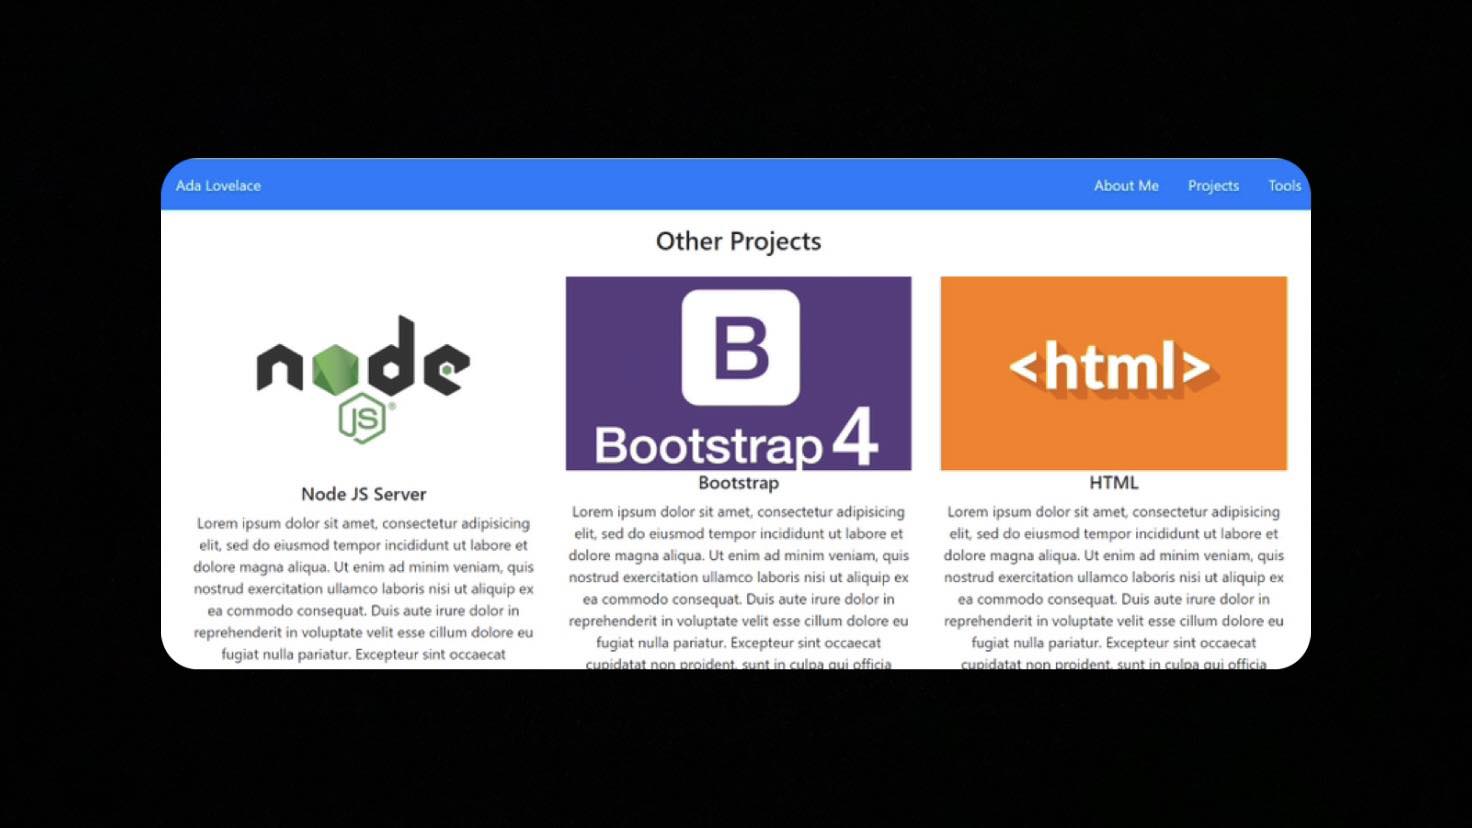 Ada Lovelace
About Me Projects Tools
Other Projects
node
JS ®
Node JS Server
Lorem ipsum dolor sit amet, consectetur adipisicing
elit, sed do eiusmod tempor incididunt ut labore et
dolore magna aliqua. Ut enim ad minim veniam, quis
nostrud exercitation ullamco laboris nisi ut aliquip ex
ea commodo consequat. Duis aute irure dolor in
reprehenderit in voluptate velit esse cillum dolore eu
fugiat nulla pariatur. Excepteur sint occaecat
B
Bootstrap 4
Bootstrap
Lorem ipsum dolor sit amet, consectetur adipisicing
elit, sed do eiusmod tempor incididunt ut labore et
dolore magna aliqua. Ut enim ad minim veniam, quis
nostrud exercitation ullamco laboris nisi ut aliquip ex
ea commodo consequat. Duis aute irure dolor in
reprehenderit in voluptate velit esse cillum dolore eu
fugiat nulla pariatur. Excepteur sint occaecat
cupidatat non proident, sunt in culpa qui officia
<html>
HTML
Lorem ipsum dolor sit amet, consectetur adipisicing
elit, sed do eiusmod tempor incididunt ut labore et
dolore magna aliqua. Ut enim ad minim veniam, quis
nostrud exercitation ullamco laboris nisi ut aliquip ex
ea commodo consequat. Duis aute irure dolor in
reprehenderit in voluptate velit esse cillum dolore eu
fugiat nulla pariatur. Excepteur sint occaecat
cupidatat non proident, sunt in culpa qui officia